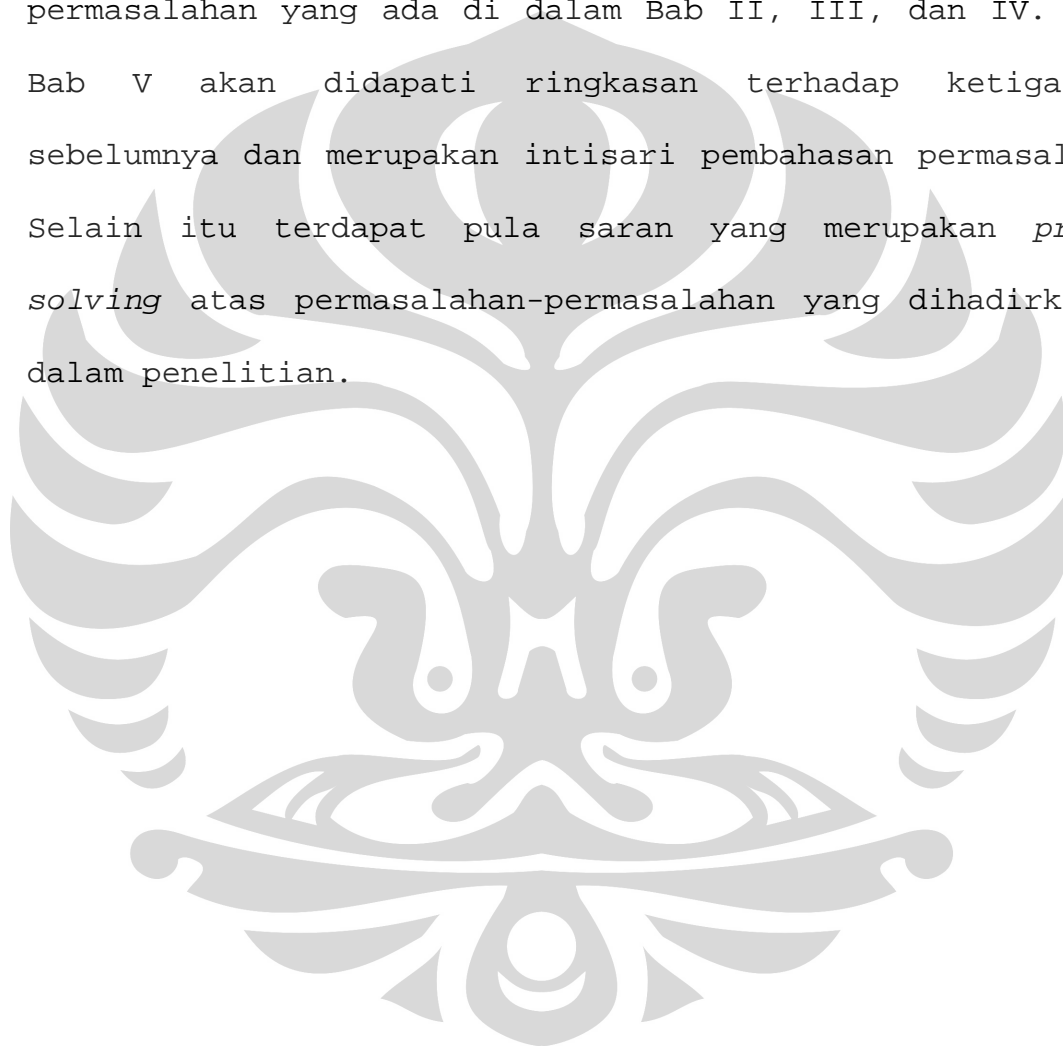 permasalahan yang ada di dalam Bab II, III, dan IV.
Bab V akan didapati ringkasan terhadap ketiga
sebelumnya dan merupakan intisari pembahasan
Selain itu terdapat pula saran yang merupakan
solving atas permasalahan-permasalahan yang
dalam penelitian.